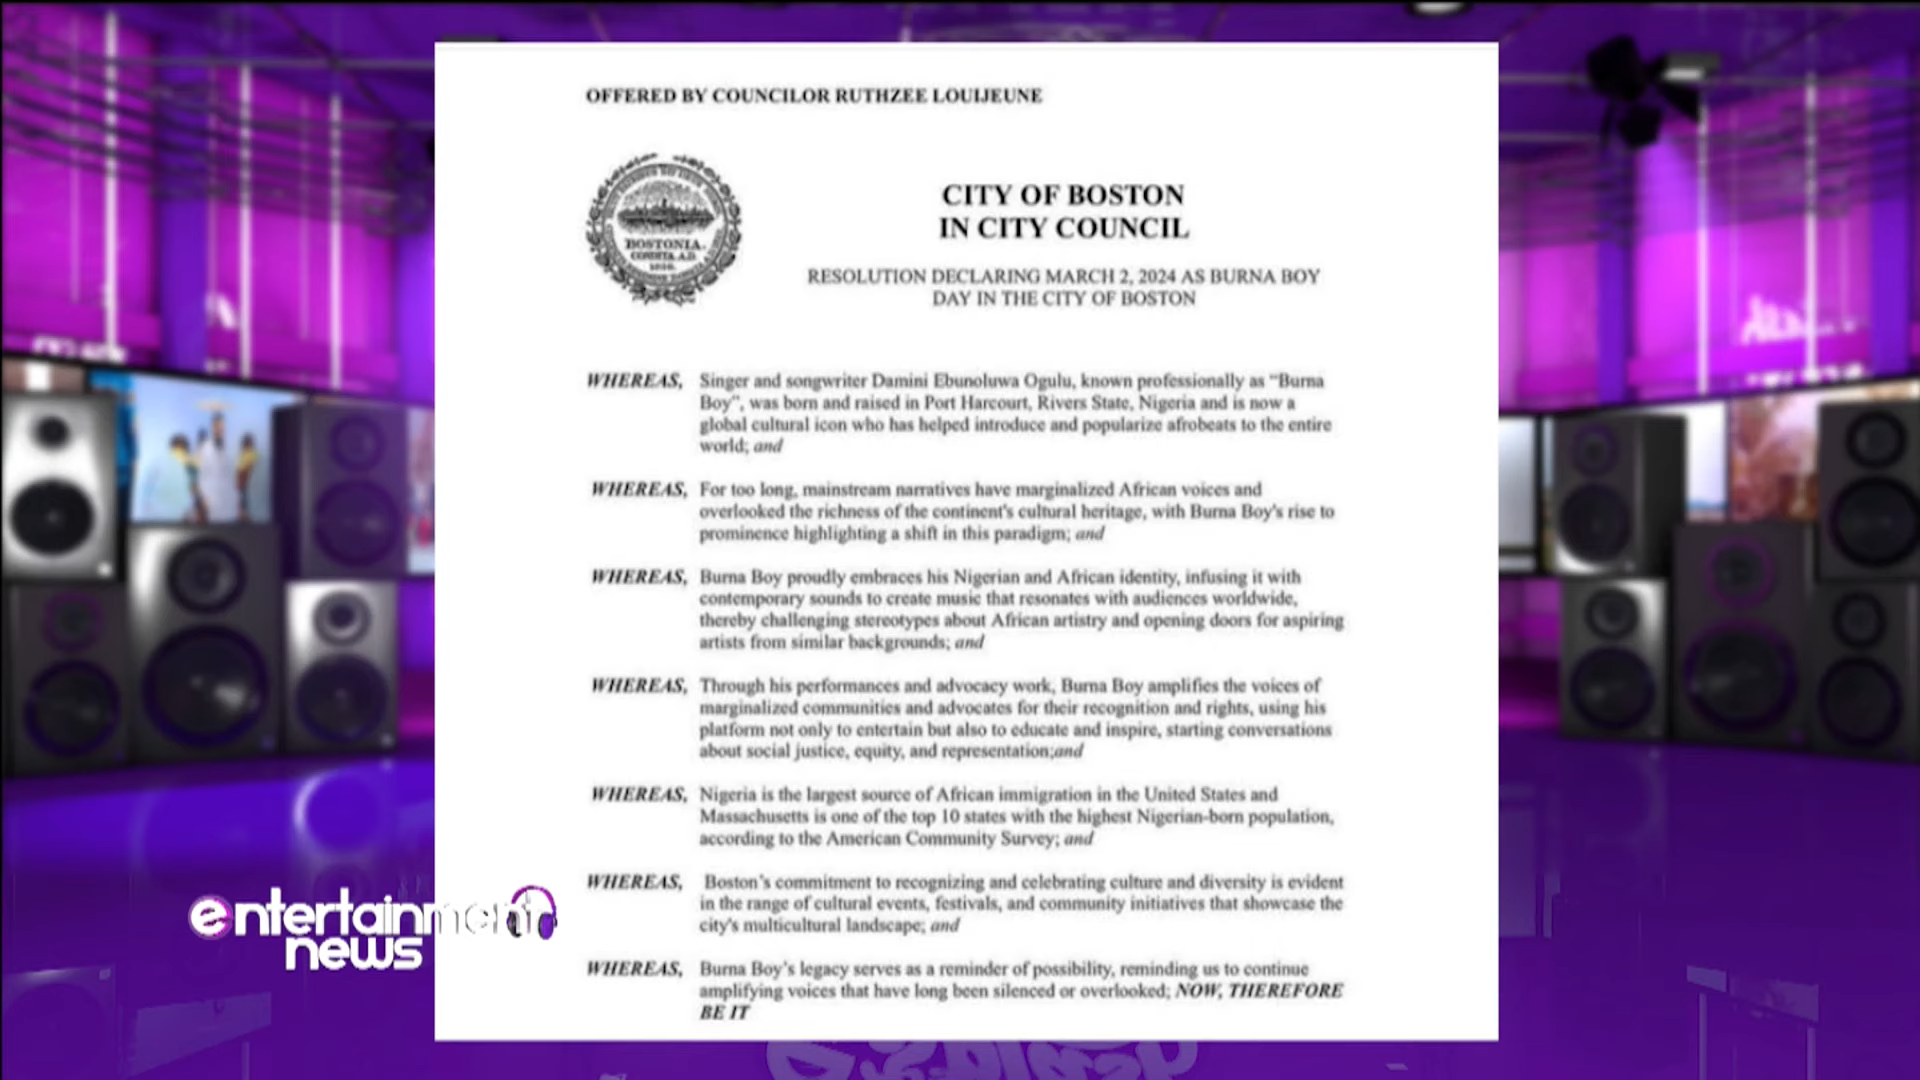 OFFERED BY COUNCILOR RUTHZEE LOUIJEUNE
BOSTONIA.
CONDITA A.D.
CITY OF BOSTON
IN CITY COUNCIL
RESOLUTION DECLARING MARCH 2, 2024 AS BURNA BOY
DAY IN THE CITY OF BOSTON
WHEREAS, Singer and songwriter Damini Ebunoluwa Ogulu, known professionally as "Burna
Boy", was born and raised in Port Harcourt, Rivers State, Nigeria and is now a
global cultural icon who has helped introduce and popularize afrobeats to the entire
world; and
WHEREAS, For too long, mainstream narratives have marginalized African voices and
overlooked the richness of the continent's cultural heritage, with Burna Boy's rise to
prominence highlighting a shift in this paradigm; and
WHEREAS, Burna Boy proudly embraces his Nigerian and African identity, infusing it with
contemporary sounds to create music that resonates with audiences worldwide,
thereby challenging stereotypes about African artistry and opening doors for aspiring
artists from similar backgrounds; and
WHEREAS, Through his performances and advocacy work, Burna Boy amplifies the voices of
marginalized communities and advocates for their recognition and rights, using his
platform not only to entertain but also to educate and inspire, starting conversations
about social justice, equity, and representation;and
WHEREAS, Nigeria is the largest source of African immigration in the United States and
Massachusetts is one of the top 10 states with the highest Nigerian-born population,
according to the American Community Survey; and
WHEREAS, Boston's commitment to recognizing and celebrating culture and diversity is evident
in the range of cultural events, festivals, and community initiatives that showcase the
city's multicultural landscape; and
WHEREAS, Burna Boy's legacy serves as a reminder of possibility, reminding us to continue
amplifying voices that have long been silenced or overlooked; NOW, THEREFORE
BE IT
entertainment
news